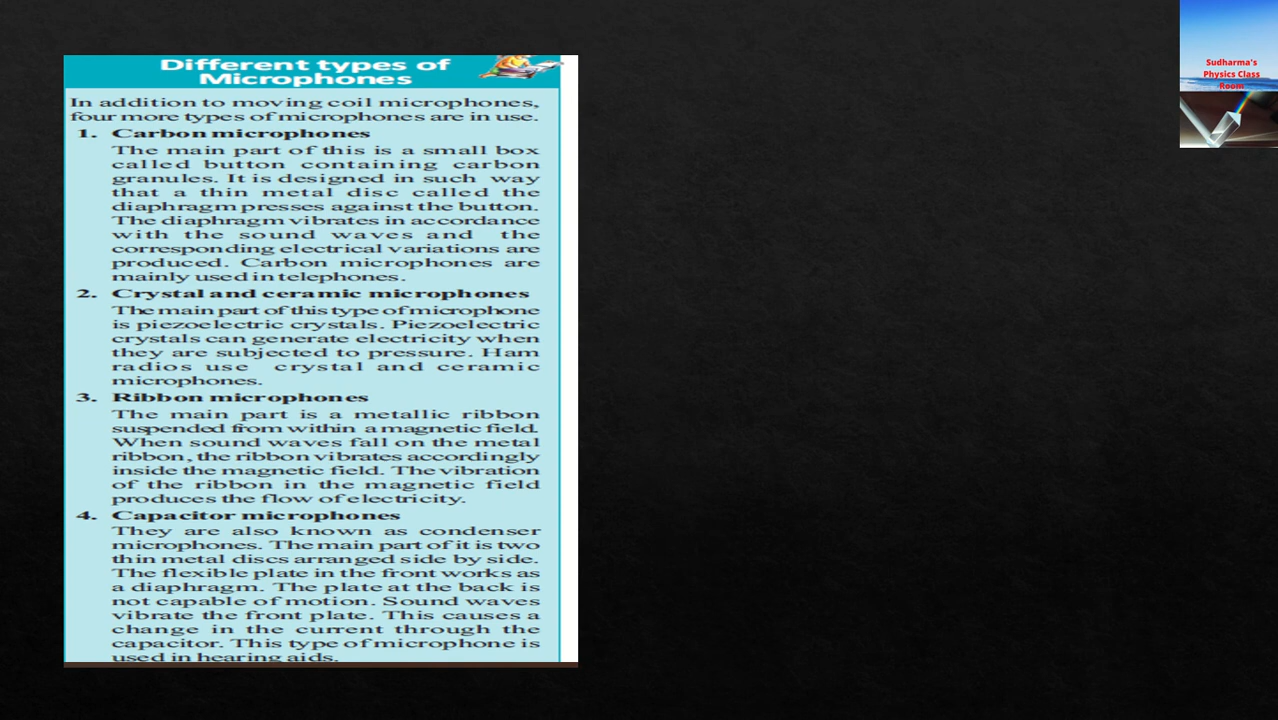 Different types of
Microphones
In addition to moving coil microphones,
four more types of microphones are in use.
1. Carbon microphones
The main part of this is a small box
called button containing carbon
granules. It is designed in such way
that a thin metal disc called the
diaphragm presses against the button.
The diaphragm vibrates in accordance
with the sound waves and the
corresponding electrical variations are
produced. Carbon microphones are
mainly used in telephones.
2. Crystal and ceramic microphones
The main part of this type of microphone
is piezoelectric crystals. Piezoelectric
crystals can generate electricity when
they are subjected to pressure. Ham
radios use crystal and ceramic
microphones.
3. Ribbon microphones
The main part is a metallic ribbon
suspended from within a magnetic field.
When sound waves fall on the metal
ribbon, the ribbon vibrates accordingly
inside the magnetic field. The vibration
of the ribbon in the magnetic field
produces the flow of electricity.
4. Capacitor microphones
They are also known as condenser
microphones. The main part of it is two
thin metal discs arranged side by side.
The flexible plate in the front works as
a diaphragm. The plate at the back is
not capable of motion. Sound waves
vibrate the front plate. This causes a
change in the current through the
capacitor. This type of microphone is
used in hearing aids.
Sudharma's
Physics Class
Room